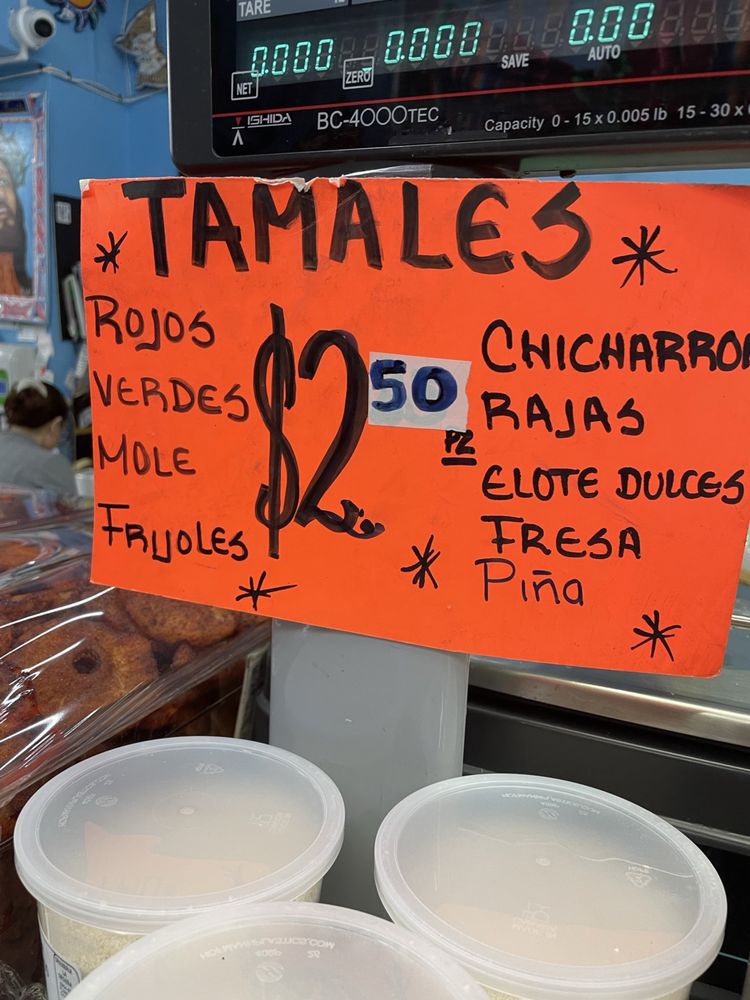 TARE
0.000 0.000 0.00
NET ZERO SAVE AUTO
ISHIDA BC-4000TEC Capacity 0 - 15 x 0.005 lb 15 - 30 x
TAMALES
ROJOS
VERDES
MOLE
FRIJOLES
$2.50
PZ
CHICHARRO
RAJAS
ELOTE DULCES
FRESA
Piña